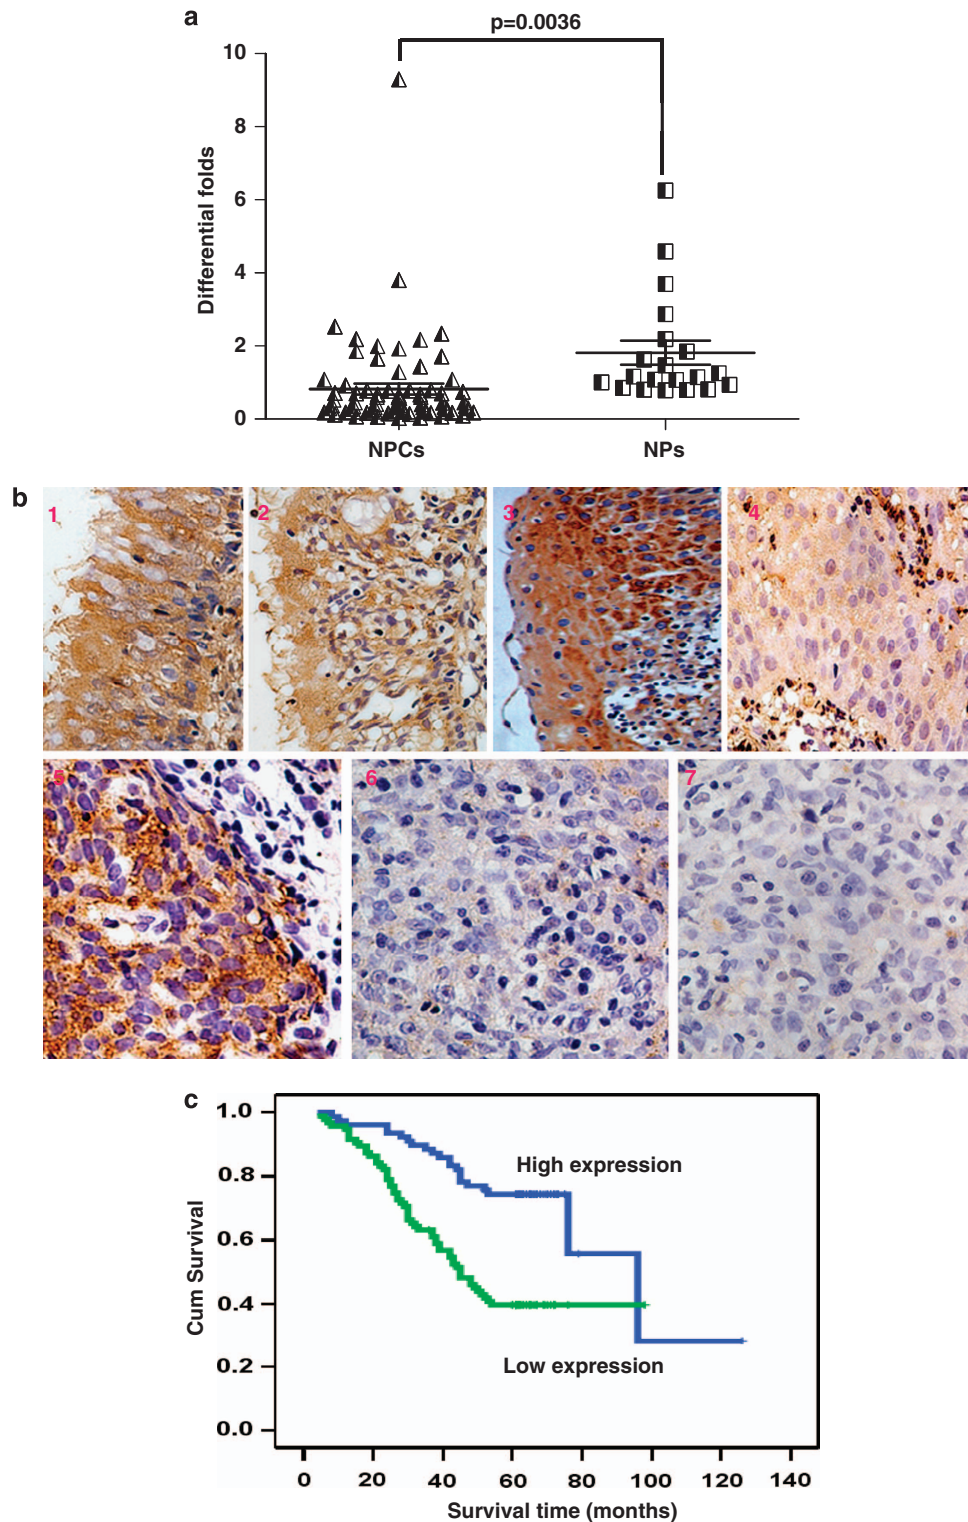 a
p=0.0036
10
8
6
4
2
0
Differential folds
NPCs
NPs
b
1
2
3
4
5
6
7
c
1.0
0.8
0.6
0.4
0.2
0.0
Cum Survival
High expression
Low expression
0 20 40 60 80 100 120 140
Survival time (months)